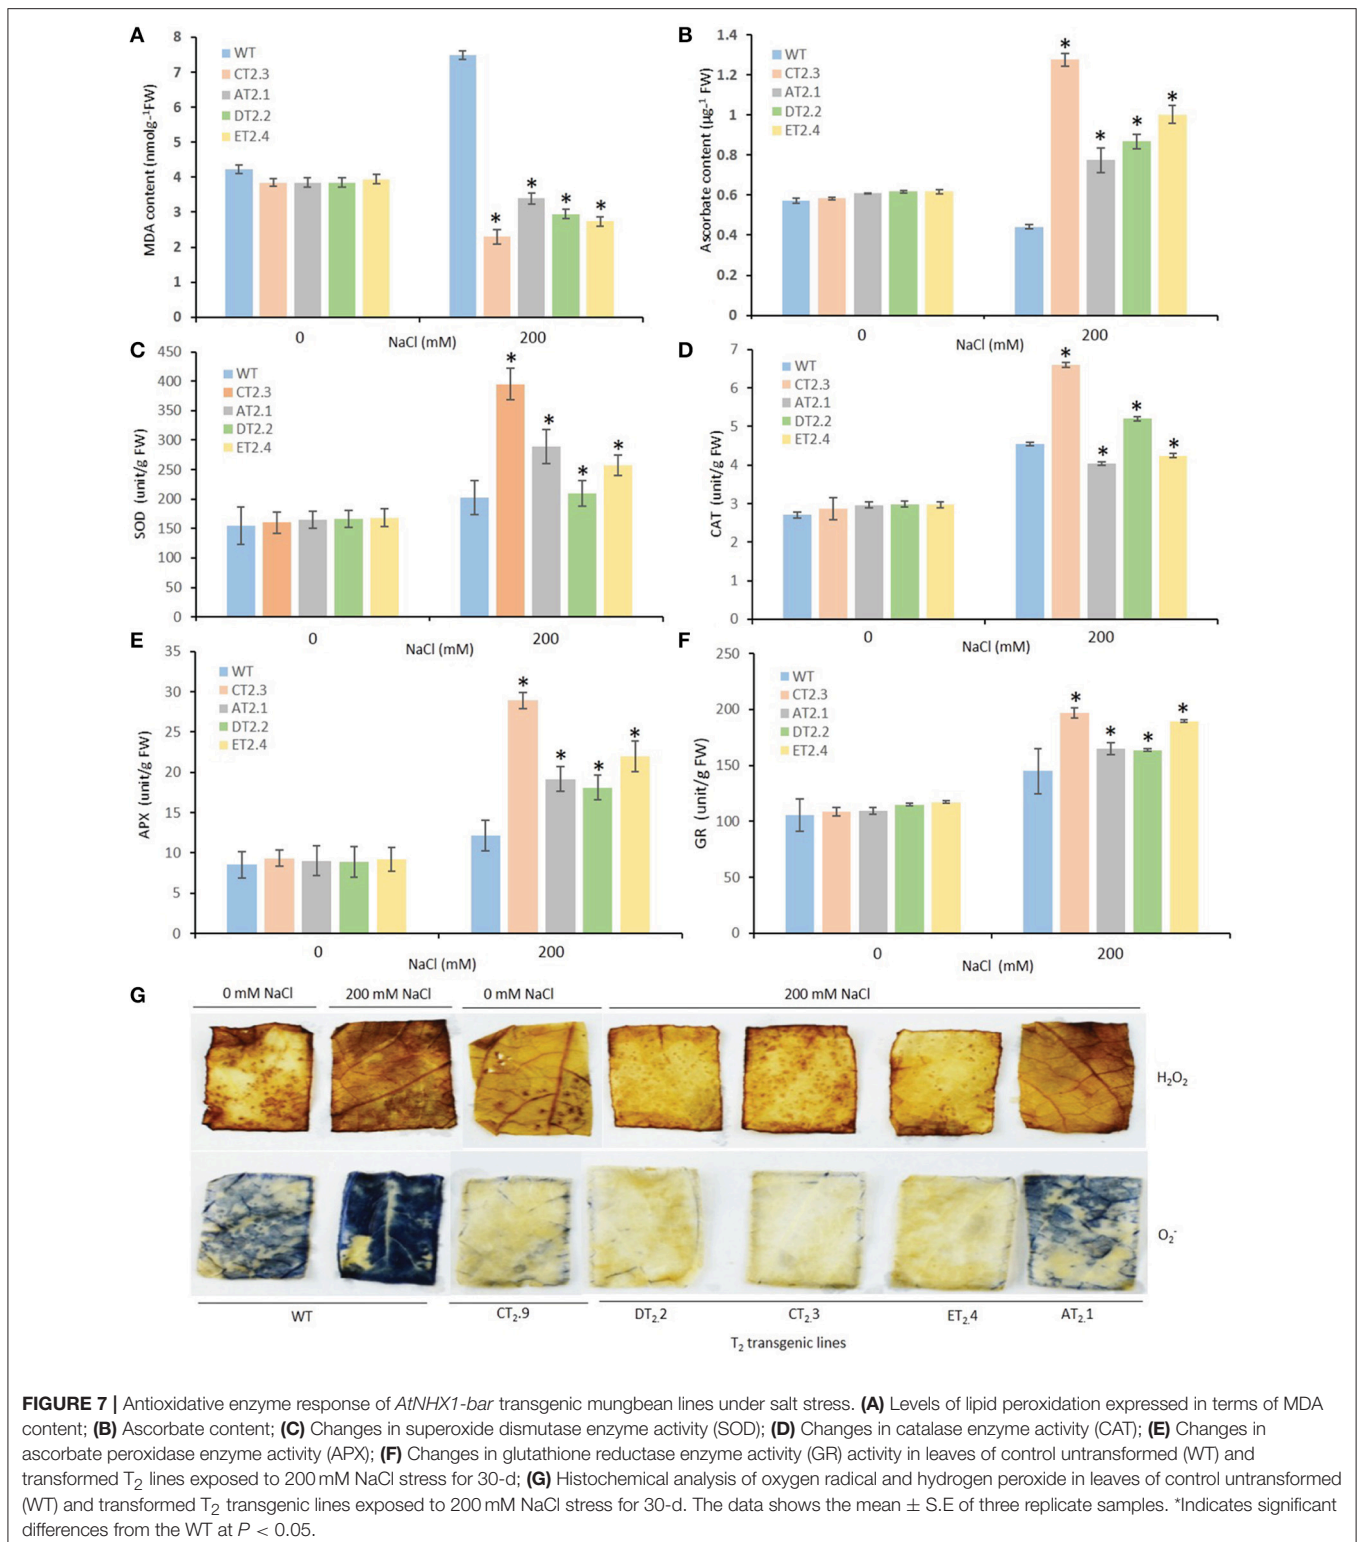 A
8
7
6
5
4
3
2
1
0
MDA content (nmolg-1FW)
WT
CT2.3
AT2.1
DT2.2
ET2.4
* * * *
0 NaCl (mM) 200
B
1.4
1.2
1
0.8
0.6
0.4
0.2
0
Ascorbate content (µg-1 FW)
WT
CT2.3
AT2.1
DT2.2
ET2.4
* * * *
0 NaCl (mM) 200
C
450
400
350
300
250
200
150
100
50
0
SOD (unit/g FW)
WT
CT2.3
AT2.1
DT2.2
ET2.4
* * * *
0 NaCl (mM) 200
D
7
6
5
4
3
2
1
0
CAT (unit/g FW)
WT
CT2.3
AT2.1
DT2.2
ET2.4
* * * *
0 NaCl (mM) 200
E
35
30
25
20
15
10
5
0
APX (unit/g FW)
WT
CT2.3
AT2.1
DT2.2
ET2.4
* * * *
0 NaCl (mM) 200
F
250
200
150
100
50
0
GR (unit/g FW)
WT
CT2.3
AT2.1
DT2.2
ET2.4
* * * *
0 NaCl (mM) 200
G
0 mM NaCl 200 mM NaCl 0 mM NaCl 200 mM NaCl
H2O2
O2-
WT CT2.9 DT2.2 CT2.3 ET2.4 AT2.1
T2 transgenic lines
FIGURE 7 | Antioxidative enzyme response of AtNHX1-bar transgenic mungbean lines under salt stress. (A) Levels of lipid peroxidation expressed in terms of MDA
content; (B) Ascorbate content; (C) Changes in superoxide dismutase enzyme activity (SOD); (D) Changes in catalase enzyme activity (CAT); (E) Changes in
ascorbate peroxidase enzyme activity (APX); (F) Changes in glutathione reductase enzyme activity (GR) activity in leaves of control untransformed (WT) and
transformed T2 lines exposed to 200 mM NaCl stress for 30-d; (G) Histochemical analysis of oxygen radical and hydrogen peroxide in leaves of control untransformed
(WT) and transformed T2 transgenic lines exposed to 200 mM NaCl stress for 30-d. The data shows the mean ± S.E of three replicate samples. *Indicates significant
differences from the WT at P < 0.05.